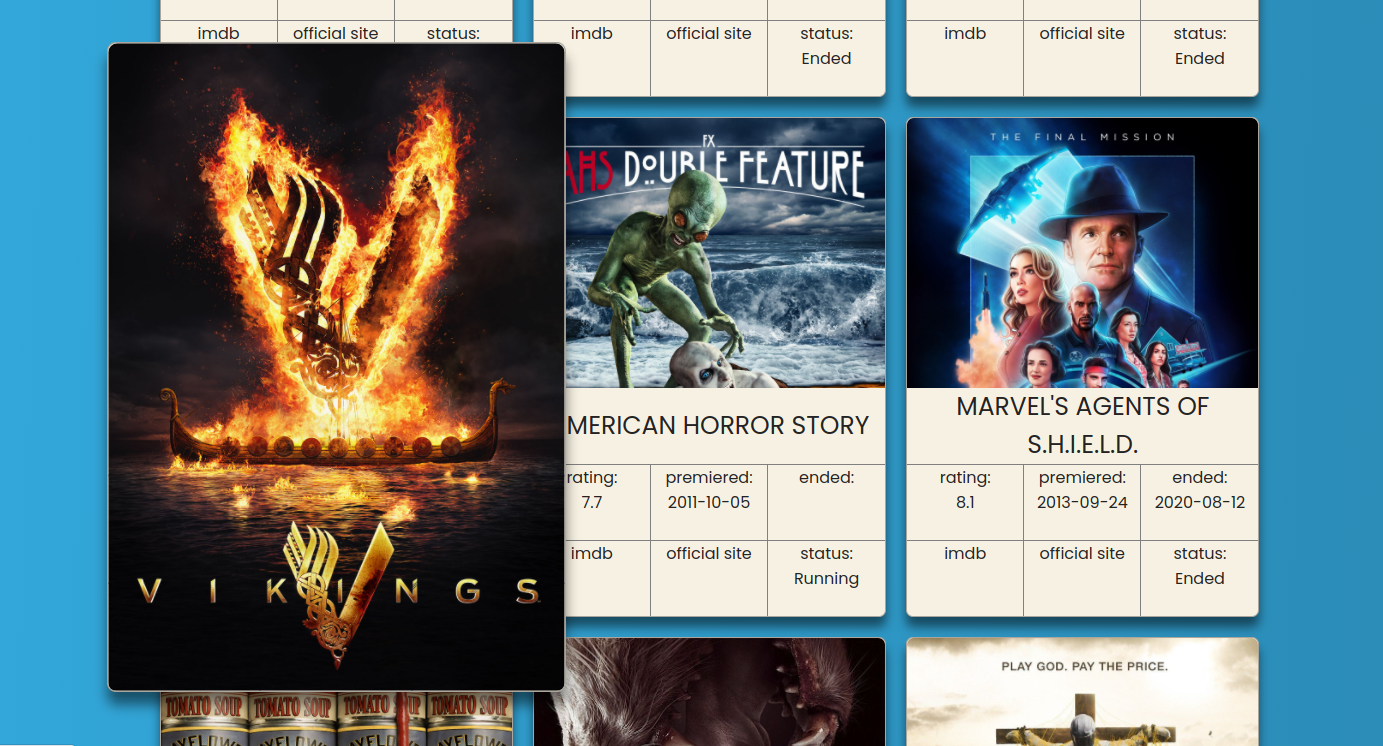 imdb
official site
status:
imdb
official site
status:
Ended
imdb
official site
status:
Ended
VIKINGS
FX
AHS DOUBLE FEATURE
MERICAN HORROR STORY
rating:
7.7
premiered:
2011-10-05
ended:
imdb
official site
status:
Running
THE FINAL MISSION
MARVEL'S AGENTS OF
S.H.I.E.L.D.
rating:
8.1
premiered:
2013-09-24
ended:
2020-08-12
imdb
official site
status:
Ended
TOMATO SOUP TOMATO SOUP TOMATO UP TOMATO SOUP
PLAY GOD. PAY THE PRICE.